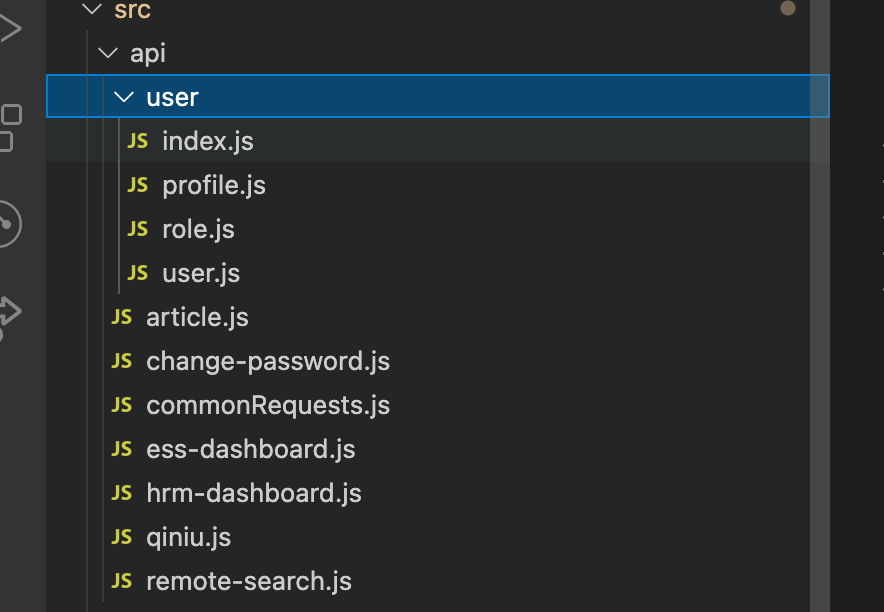 src
api
user
JS index.js
JS profile.js
JS role.js
JS user.js
JS article.js
JS change-password.js
JS commonRequests.js
JS ess-dashboard.js
JS hrm-dashboard.js
JS qiniu.js
JS remote-search.js